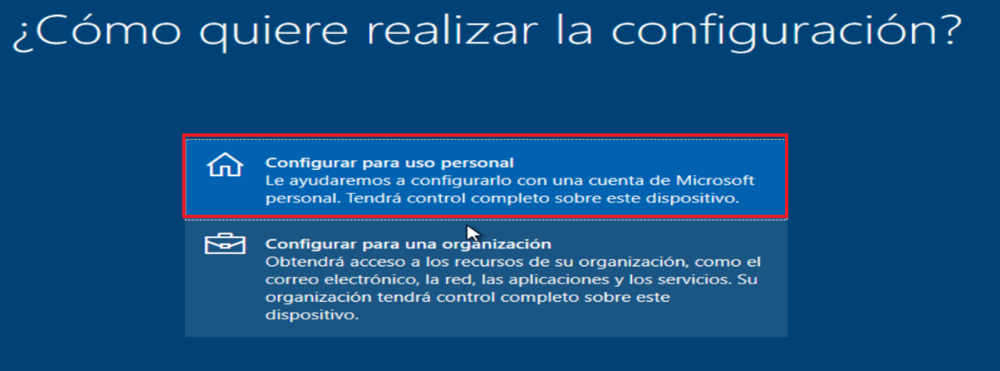 ¿Cómo quiere realizar la configuración?
Configurar para uso personal
Le ayudaremos a configurarlo con una cuenta de Microsoft
personal. Tendrá control completo sobre este dispositivo.
Configurar para una organización
Obtendrá acceso a los recursos de su organización, como el
correo electrónico, la red, las aplicaciones y los servicios. Su
organización tendrá control completo sobre este
dispositivo.